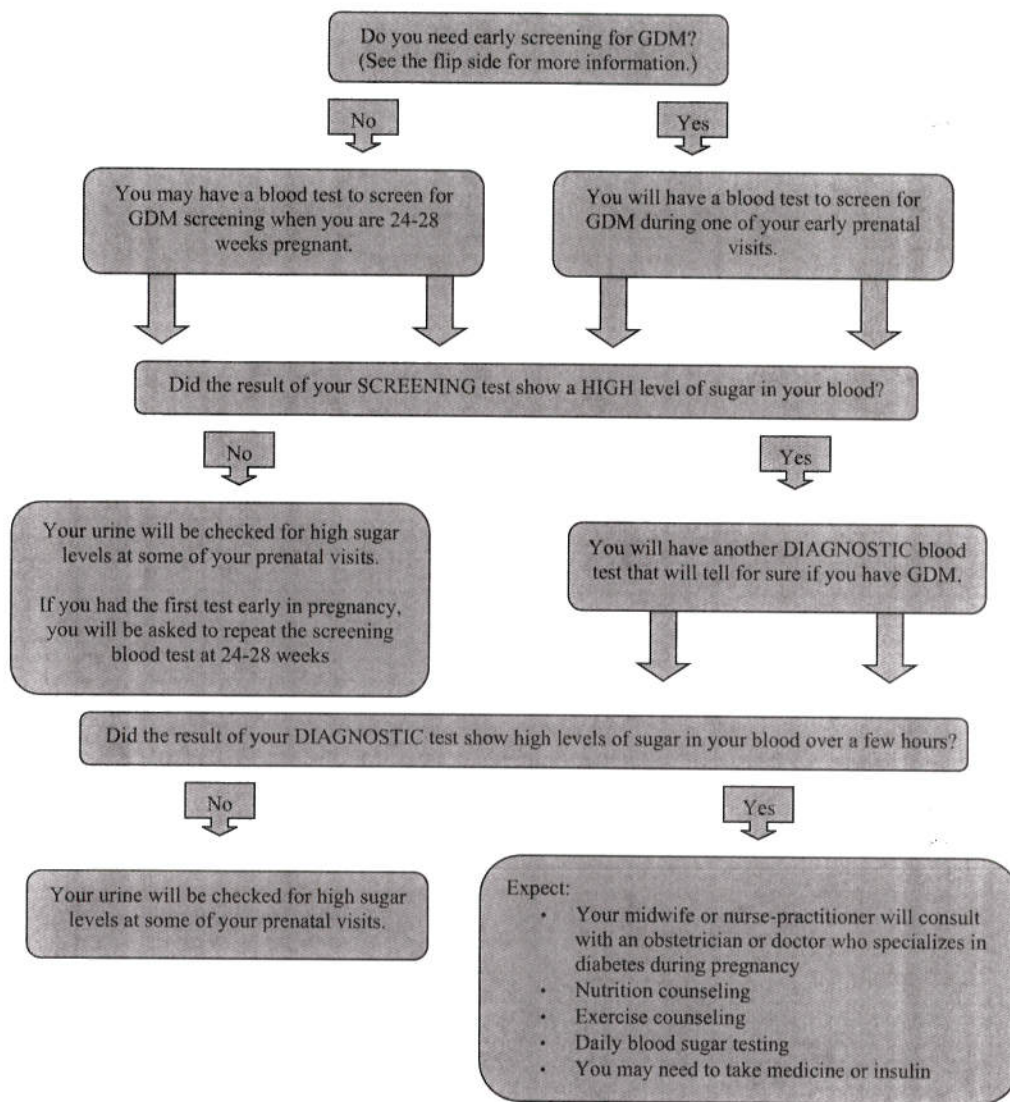 Do you need early screening for GDM?
(See the flip side for more information.)
No
Yes
You may have a blood test to screen for
GDM screening when you are 24-28
weeks pregnant.
You will have a blood test to screen for
GDM during one of your early prenatal
visits.
Did the result of your SCREENING test show a HIGH level of sugar in your blood?
No
Yes
Your urine will be checked for high sugar
levels at some of your prenatal visits.
If you had the first test early in pregnancy,
you will be asked to repeat the screening
blood test at 24-28 weeks
You will have another DIAGNOSTIC blood
test that will tell for sure if you have GDM.
Did the result of your DIAGNOSTIC test show high levels of sugar in your blood over a few hours?
No
Yes
Your urine will be checked for high sugar
levels at some of your prenatal visits.
Expect:
• Your midwife or nurse-practitioner will consult
with an obstetrician or doctor who specializes in
diabetes during pregnancy
• Nutrition counseling
• Exercise counseling
• Daily blood sugar testing
• You may need to take medicine or insulin